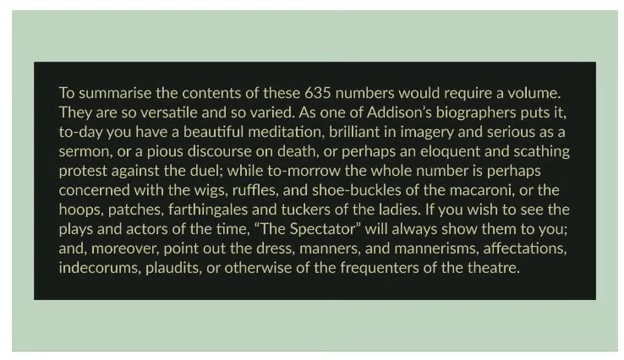 To summarise the contents of these 635 numbers would require a volume.
They are so versatile and so varied. As one of Addison’s biographers puts it,
to-day you have a beautiful meditation, brilliant in imagery and serious as a
sermon, or a pious discourse on death, or perhaps an eloquent and scathing
protest against the duel; while to-morrow the whole number is perhaps
concerned with the wigs, ruffles, and shoe-buckles of the macaroni, or the
hoops, patches, farthingales and tuckers of the ladies. If you wish to see the
plays and actors of the time, “The Spectator” will always show them to you;
and, moreover, point out the dress, manners, and mannerisms, affectations,
indecorums, plaudits, or otherwise of the frequenters of the theatre.